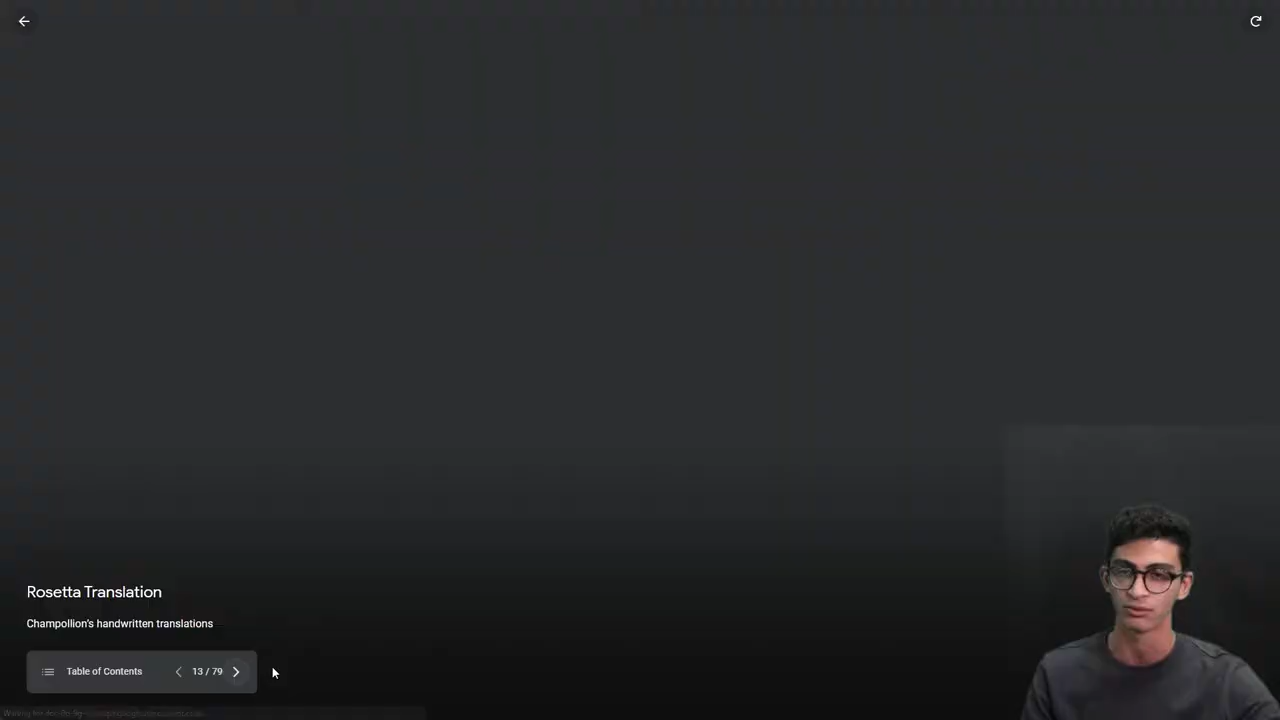 Rosetta Translation
Champollion's handwritten translations
Table of Contents
13 / 79